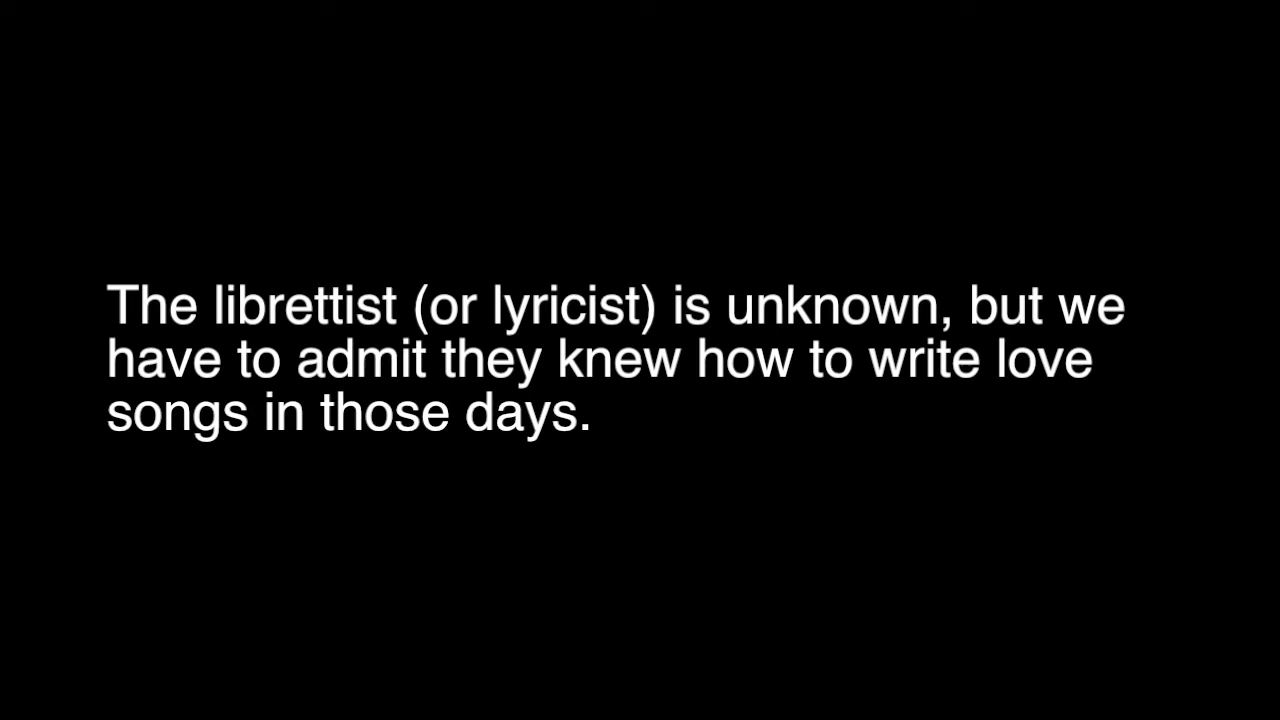 The librettist (or lyricist) is unknown, but we
have to admit they knew how to write love
songs in those days.